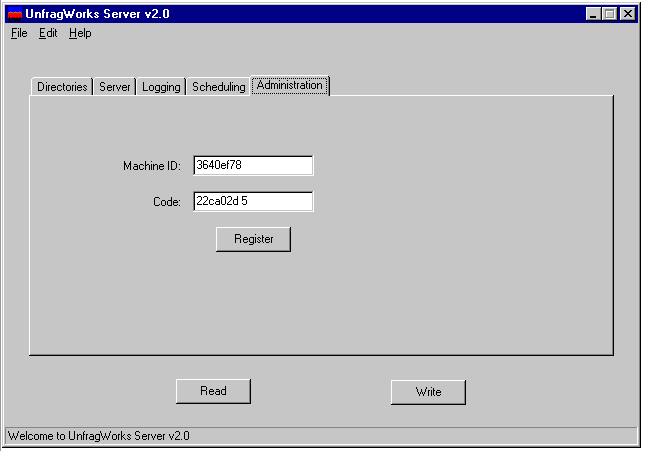 UnfragWorks Server v2.0
File Edit Help
Directories Server Logging Scheduling Administration
Machine ID: 3640ef78
Code: 22ca02d 5
Register
Read Write
Welcome to UnfragWorks Server v2.0